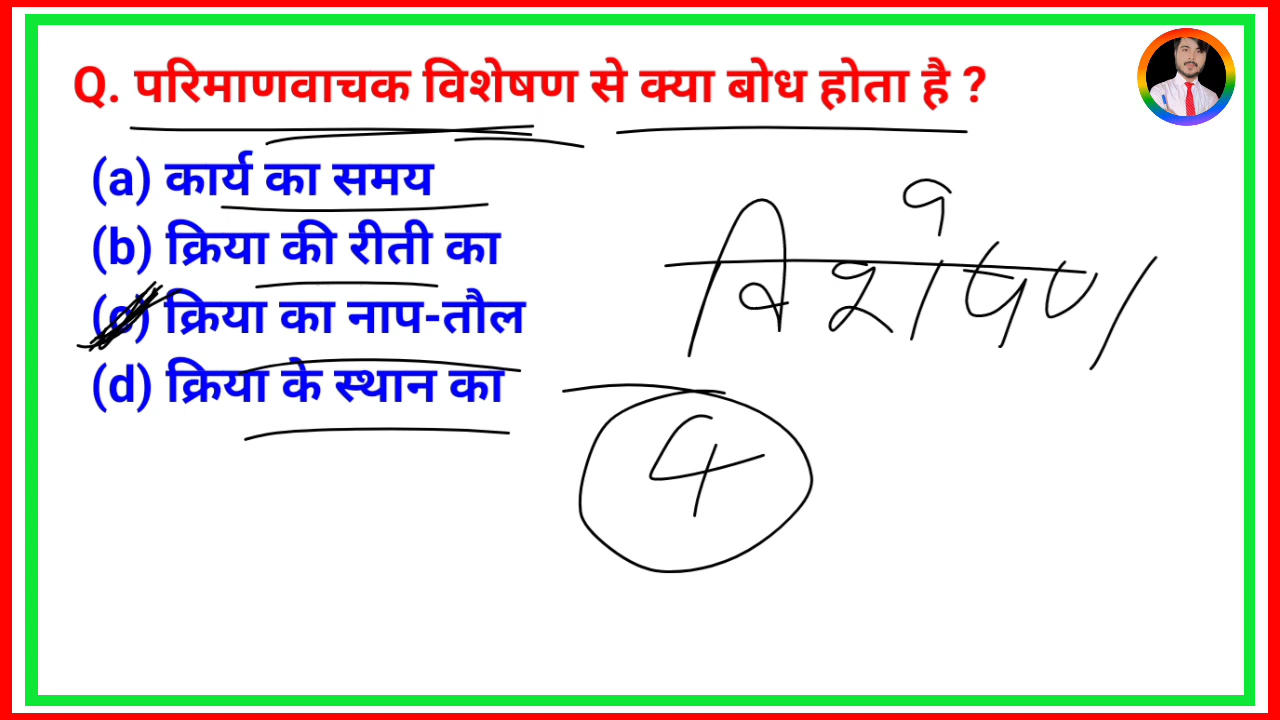 Q. परिमाणवाचक विशेषण से क्या बोध होता है ?
(a) कार्य का समय
(b) क्रिया की रीती का
(c) क्रिया का नाप-तौल
(d) क्रिया के स्थान का
विशेषण
4